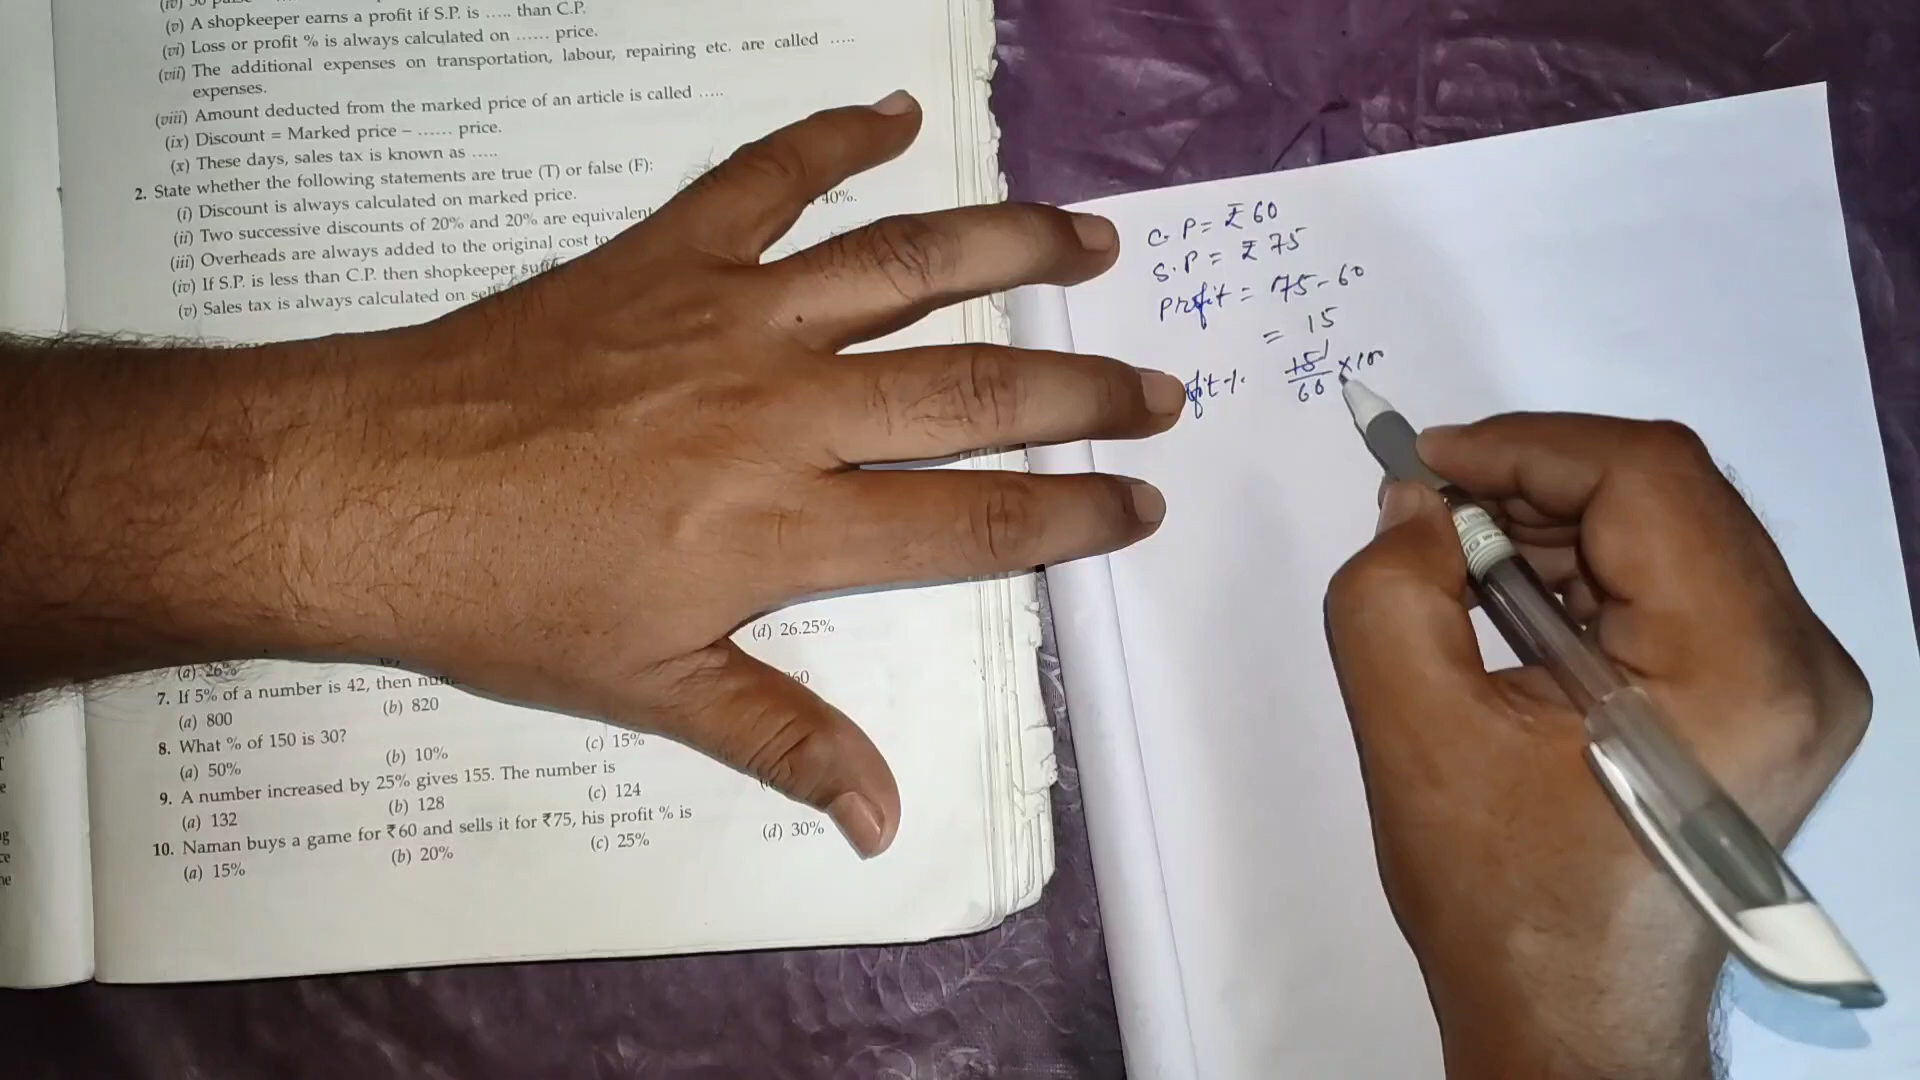 (v) A shopkeeper earns a profit if S.P. is ..... than C.P.
(vi) Loss or profit % is always calculated on ...... price.
(vii) The additional expenses on transportation, labour, repairing etc. are called .....
expenses.
(viii) Amount deducted from the marked price of an article is called .....
(ix) Discount = Marked price – ...... price.
(x) These days, sales tax is known as .....
2. State whether the following statements are true (T) or false (F):
(i) Discount is always calculated on marked price.
(ii) Two successive discounts of 20% and 20% are equivalent 40%.
(iii) Overheads are always added to the original cost to
(iv) If S.P. is less than C.P. then shopkeeper
(v) Sales tax is always calculated on
(d) 26.25%
(a) 26%
7. If 5% of a number is 42, then
(a) 800 (b) 820
8. What % of 150 is 30?
(a) 50% (b) 10% (c) 15%
9. A number increased by 25% gives 155. The number is
(a) 132 (b) 128 (c) 124
10. Naman buys a game for ₹60 and sells it for ₹75, his profit % is
(a) 15% (b) 20% (c) 25% (d) 30%
C.P = ₹ 60
S.P = ₹ 75
Profit = 75-60
= 15
15/60 ×100